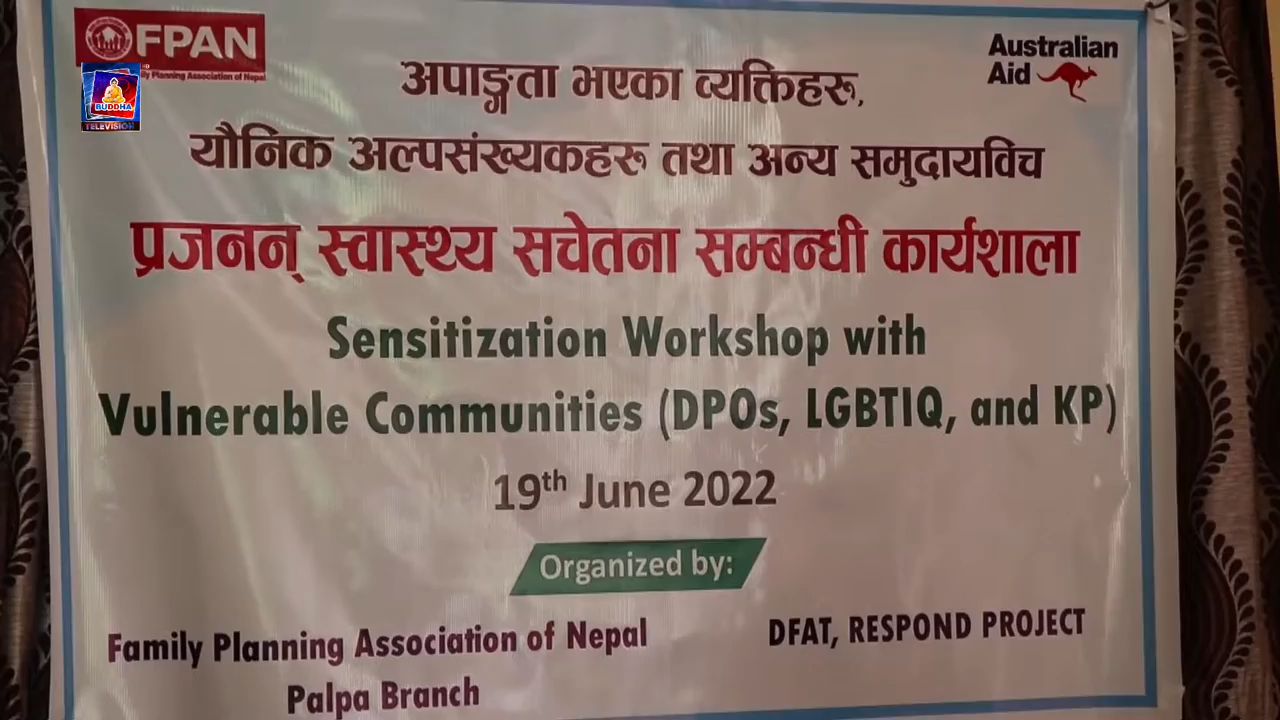 FPAN
Family Planning Association of Nepal
BUDDHA
TELEVISION
Australian
Aid
अपाङ्गता भएका व्यक्तिहरू,
यौनिक अल्पसंख्यकहरू तथा अन्य समुदायविच
प्रजनन् स्वास्थ्य सचेतना सम्बन्धी कार्यशाला
Sensitization Workshop with
Vulnerable Communities (DPOs, LGBTIQ, and KP)
19th June 2022
Organized by:
Family Planning Association of Nepal
Palpa Branch
DFAT, RESPOND PROJECT